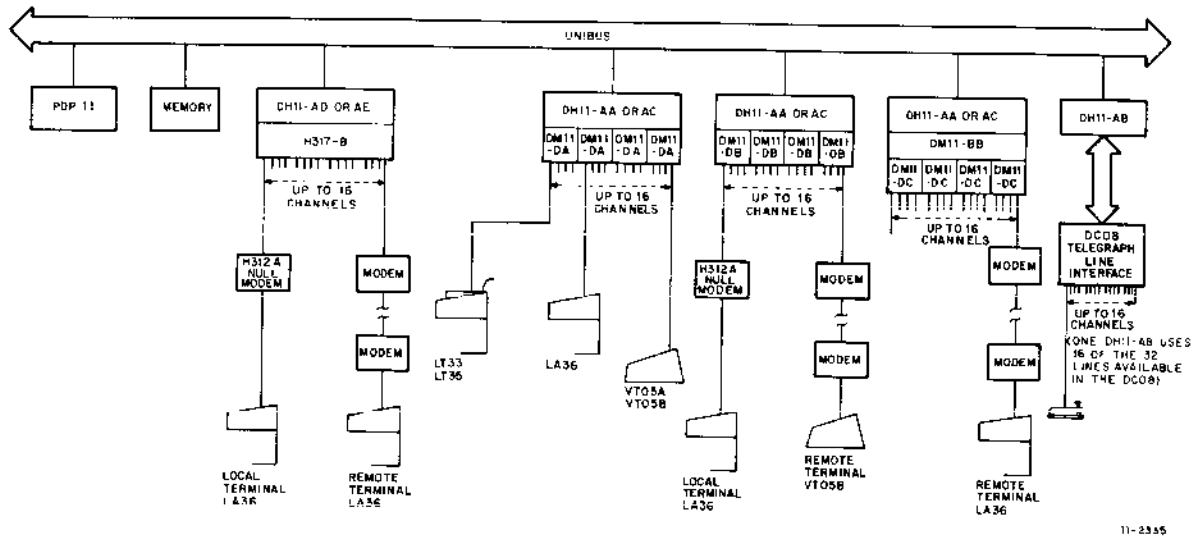 UNIBUS
PDP 11
MEMORY
DH11-AD OR AE
H317-B
UP TO 16
CHANNELS
H312A
NULL
MODEM
MODEM
MODEM
LOCAL
TERMINAL
LA36
REMOTE
TERMINAL
LA36
DH11-AA OR AC
DM11
-DA
DM11
-DA
DM11
-DA
DM11
-DA
UP TO 16
CHANNELS
LT33
LT35
LA36
VT05A
VT05B
DH11-AA OR AC
DM11
-DB
DM11
-DB
DM11
-DB
DM11
-DB
UP TO 16
CHANNELS
H312A
NULL
MODEM
MODEM
MODEM
LOCAL
TERMINAL
LA36
REMOTE
TERMINAL
VT05B
DH11-AA OR AC
DM11-BB
DM11
-DC
DM11
-DC
DM11
-DC
DM11
-DC
UP TO 16
CHANNELS
MODEM
MODEM
REMOTE
TERMINAL
LA36
DH11-AB
DC08
TELEGRAPH
LINE
INTERFACE
UP TO 16
CHANNELS
(ONE DH11-AB USES
16 OF THE 32
LINES AVAILABLE
IN THE DC08)
11-2335